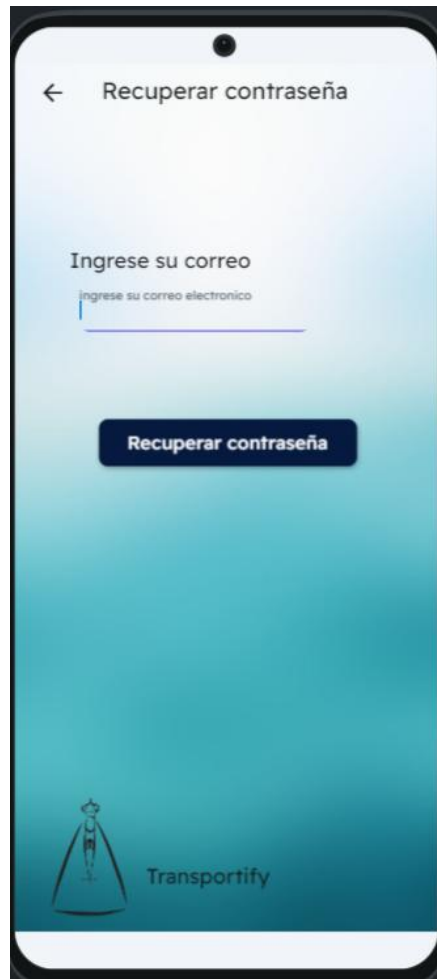 Recuperar contraseña
Ingrese su correo
ingrese su correo electronico
Recuperar contraseña
Transportify